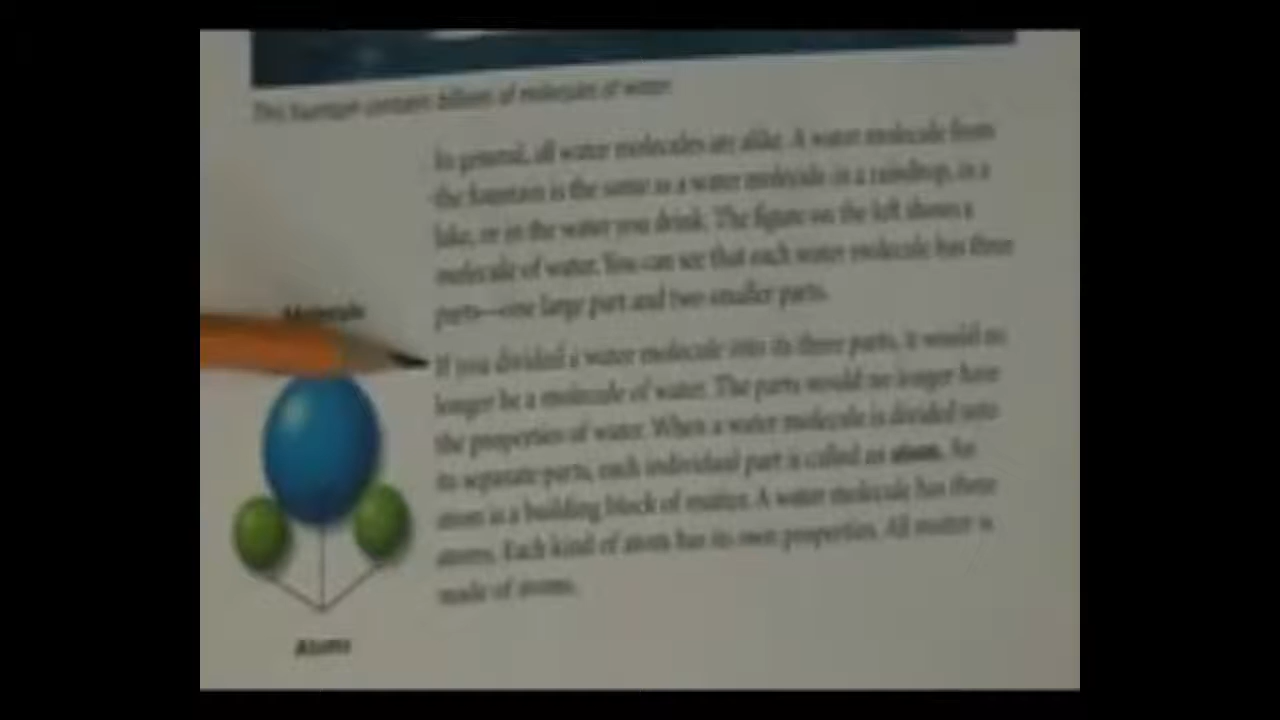 This fountain contains billions of molecules of water.
In general, all water molecules are alike. A water molecule from
the fountain is the same as a water molecule in a raindrop, in a
lake, or in the water you drink. The figure on the left shows a
molecule of water. You can see that each water molecule has three
parts—one large part and two smaller parts.
Molecule
If you divided a water molecule into its three parts, it would no
longer be a molecule of water. The parts would no longer have
the properties of water. When a water molecule is divided into
its separate parts, each individual part is called an atom. An
atom is a building block of matter. A water molecule has three
atoms. Each kind of atom has its own properties. All matter is
made of atoms.
Atoms